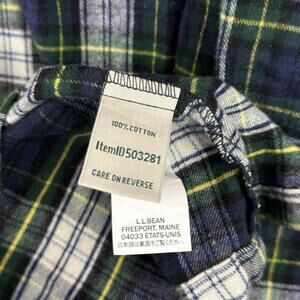 100% COTTON
ItemID503281
CARE ON REVERSE
L.L.BEAN
FREEPORT, MAINE
04033 ÉTATS-UNIS
日本語は裏面をご覧ください